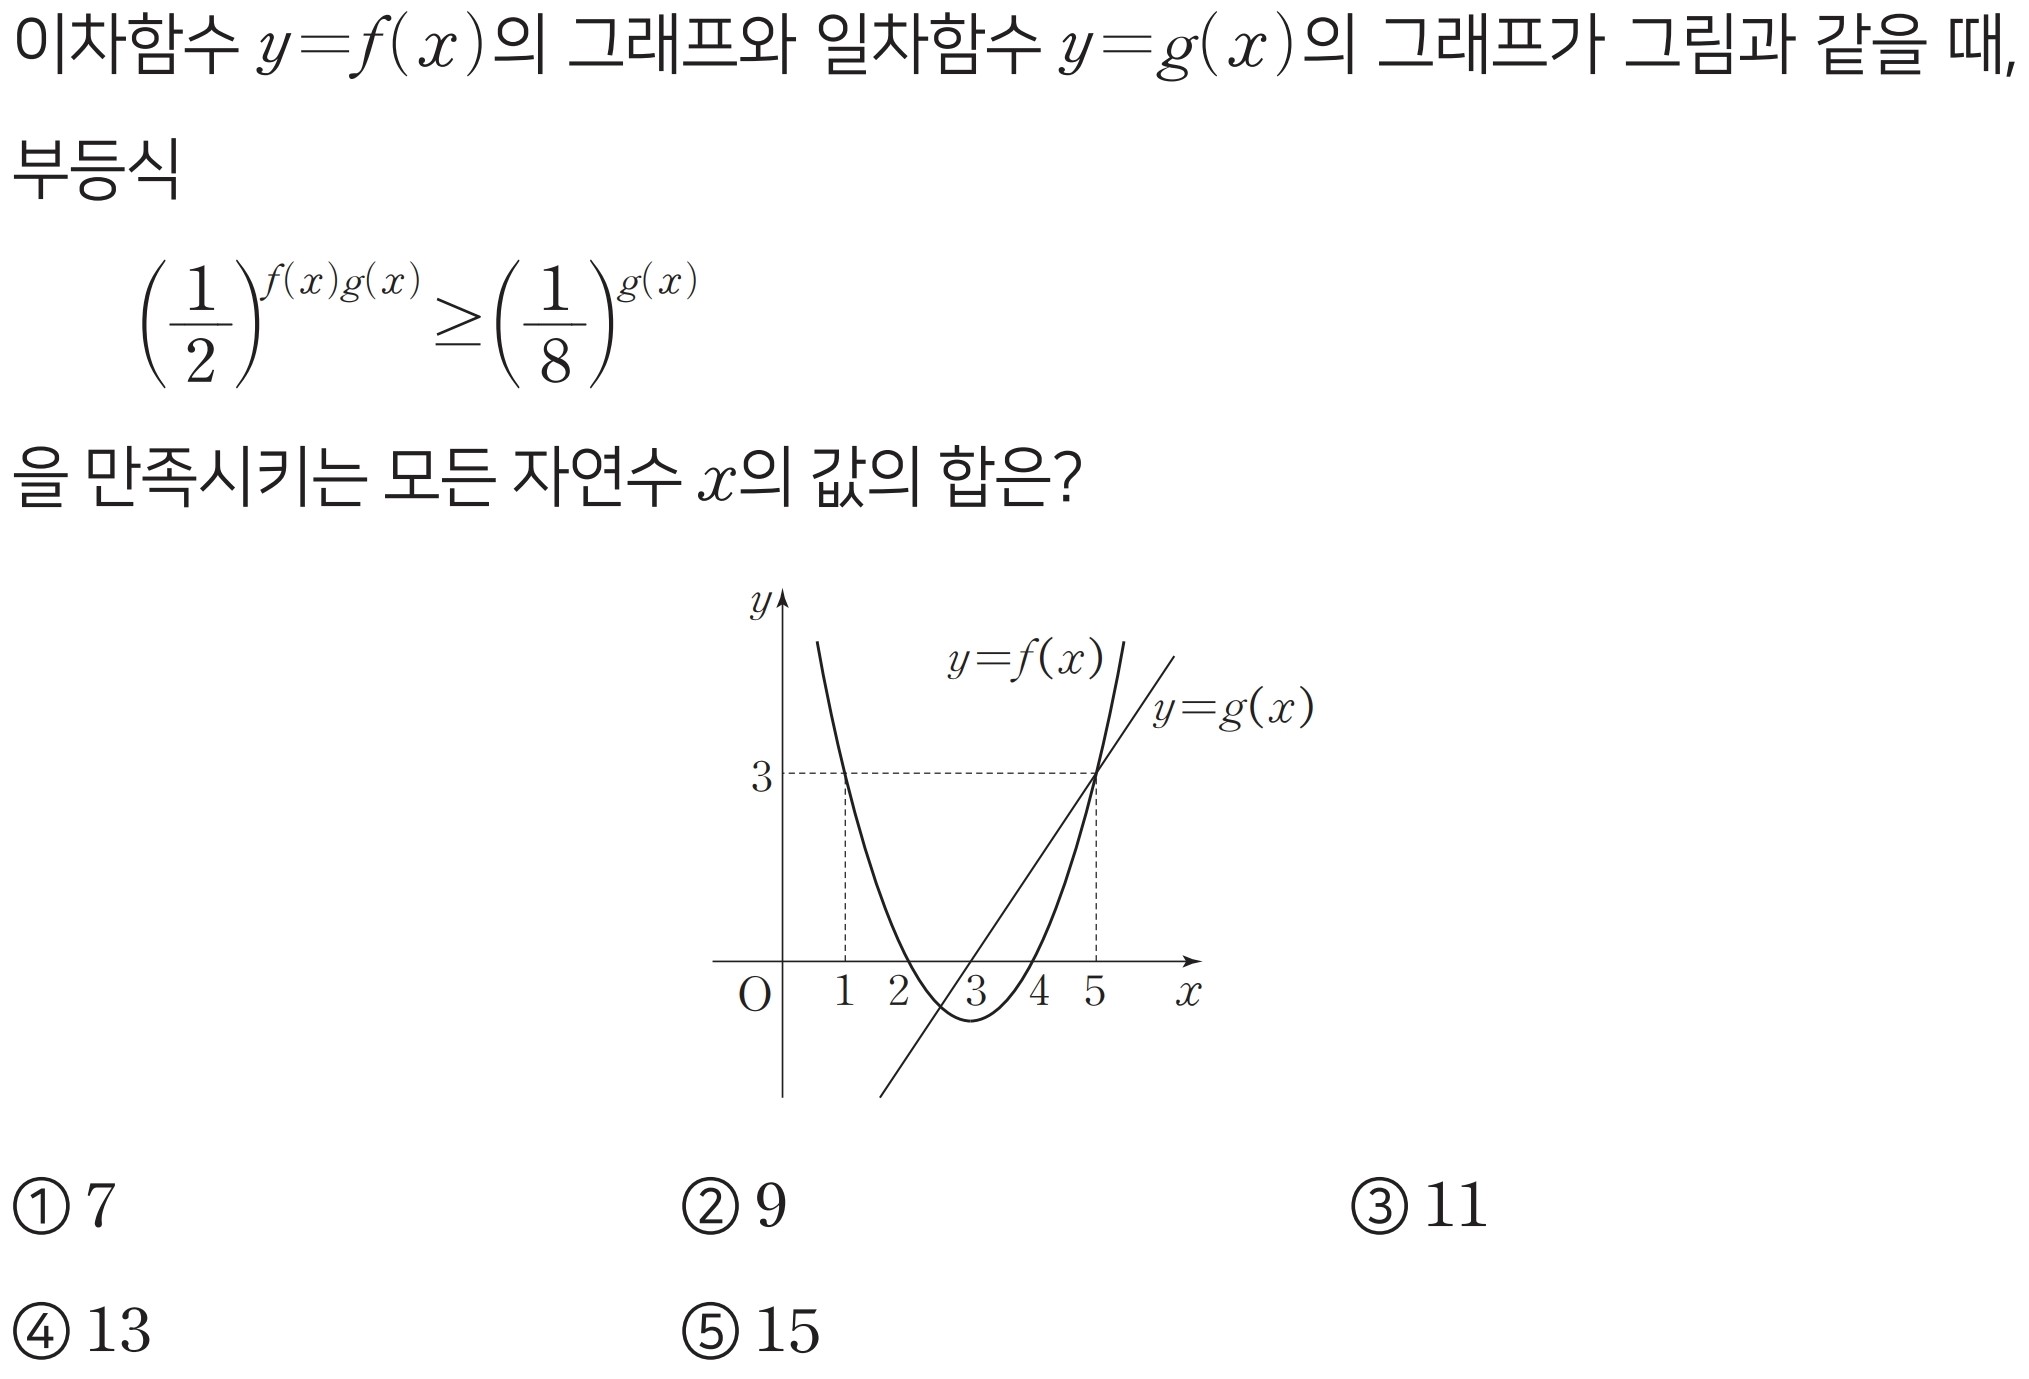 이차함수 y=f(x)의 그래프와 일차함수 y=g(x)의 그래프가 그림과 같을 때,
부등식
(1/2)^{f(x)g(x)} ≥ (1/8)^{g(x)}
을 만족시키는 모든 자연수 x의 값의 합은?
y
y=f(x)
y=g(x)
3
O 1 2 3 4 5 x
① 7 ② 9 ③ 11
④ 13 ⑤ 15